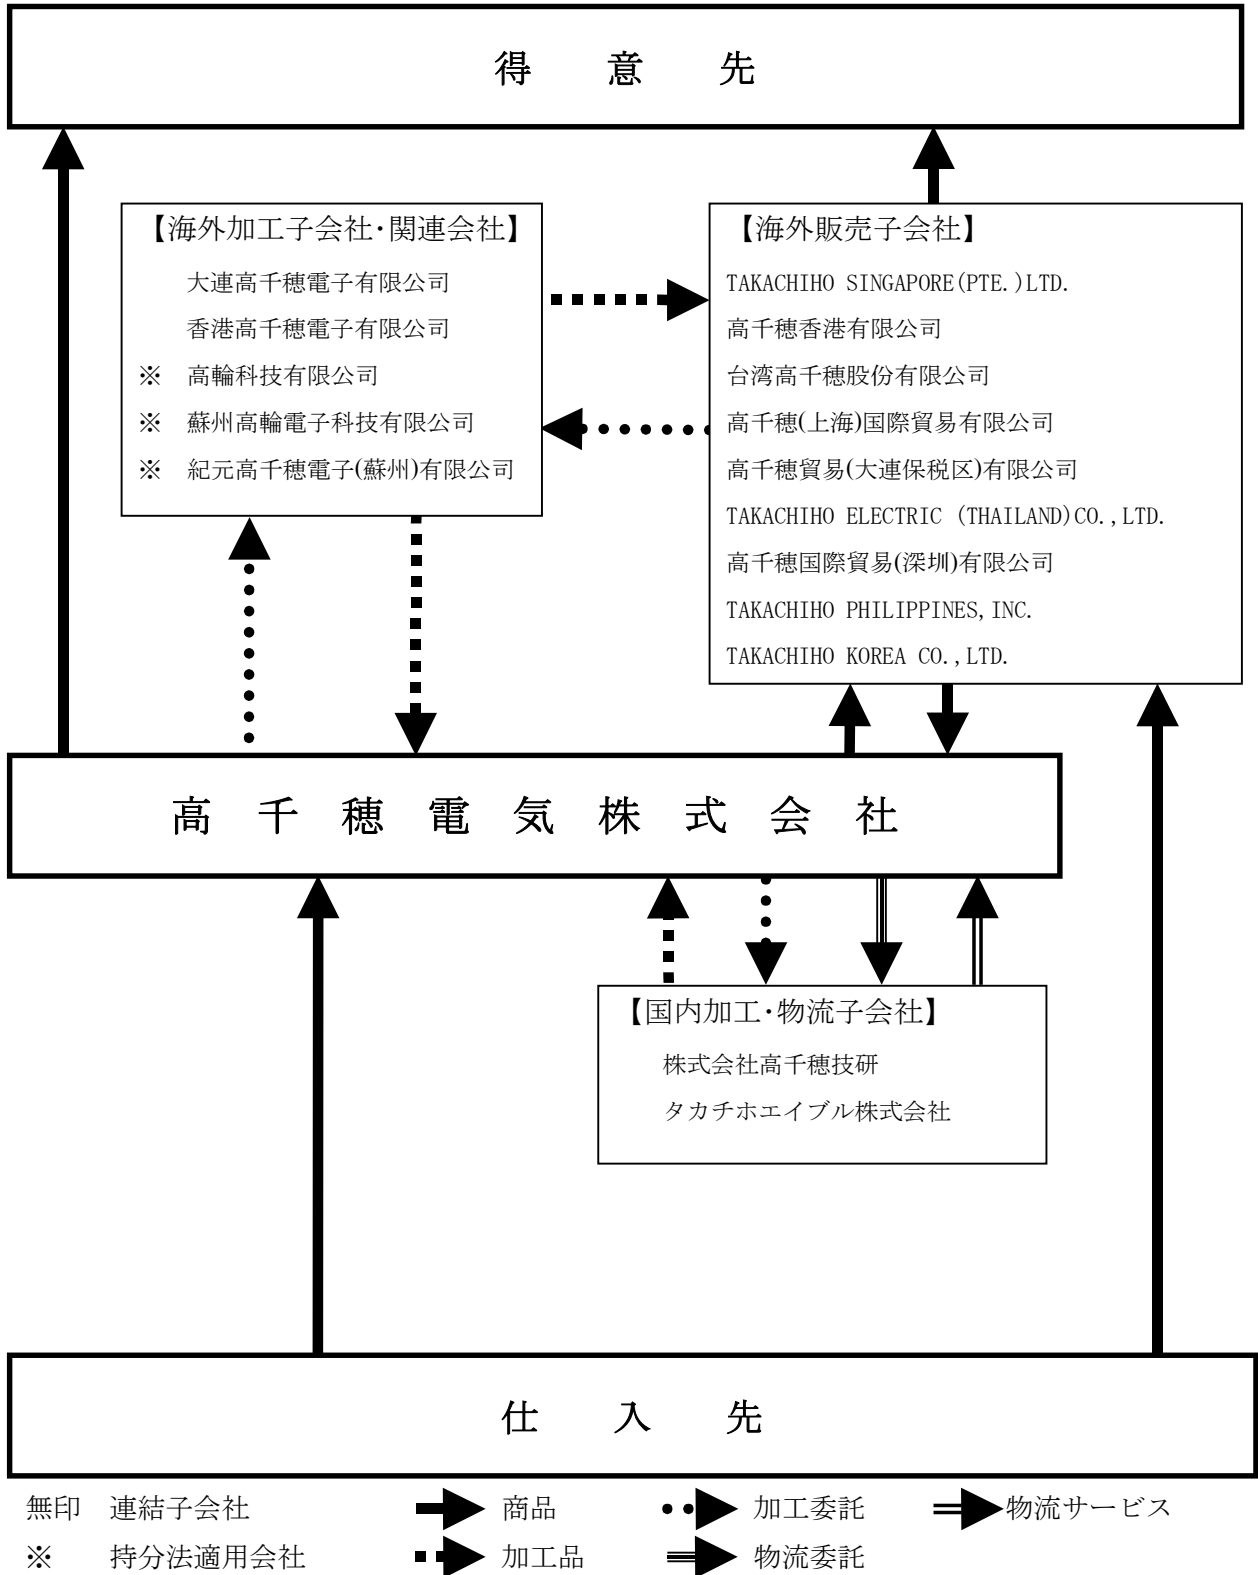 得意先
【海外加工子会社・関連会社】
大連高千穂電子有限公司
香港高千穂電子有限公司
※ 高輪科技有限公司
※ 蘇州高輪電子科技有限公司
※ 紀元高千穂電子(蘇州)有限公司
【海外販売子会社】
TAKACHIHO SINGAPORE(PTE.)LTD.
高千穂香港有限公司
台湾高千穂股份有限公司
高千穂(上海)国際貿易有限公司
高千穂貿易(大連保税区)有限公司
TAKACHIHO ELECTRIC (THAILAND)CO.,LTD.
高千穂国際貿易(深圳)有限公司
TAKACHIHO PHILIPPINES,INC.
TAKACHIHO KOREA CO.,LTD.
高千穂電気株式会社
【国内加工・物流子会社】
株式会社高千穂技研
タカチホエイブル株式会社
仕入先
無印 連結子会社 商品 加工委託 物流サービス
※ 持分法適用会社 加工品 物流委託